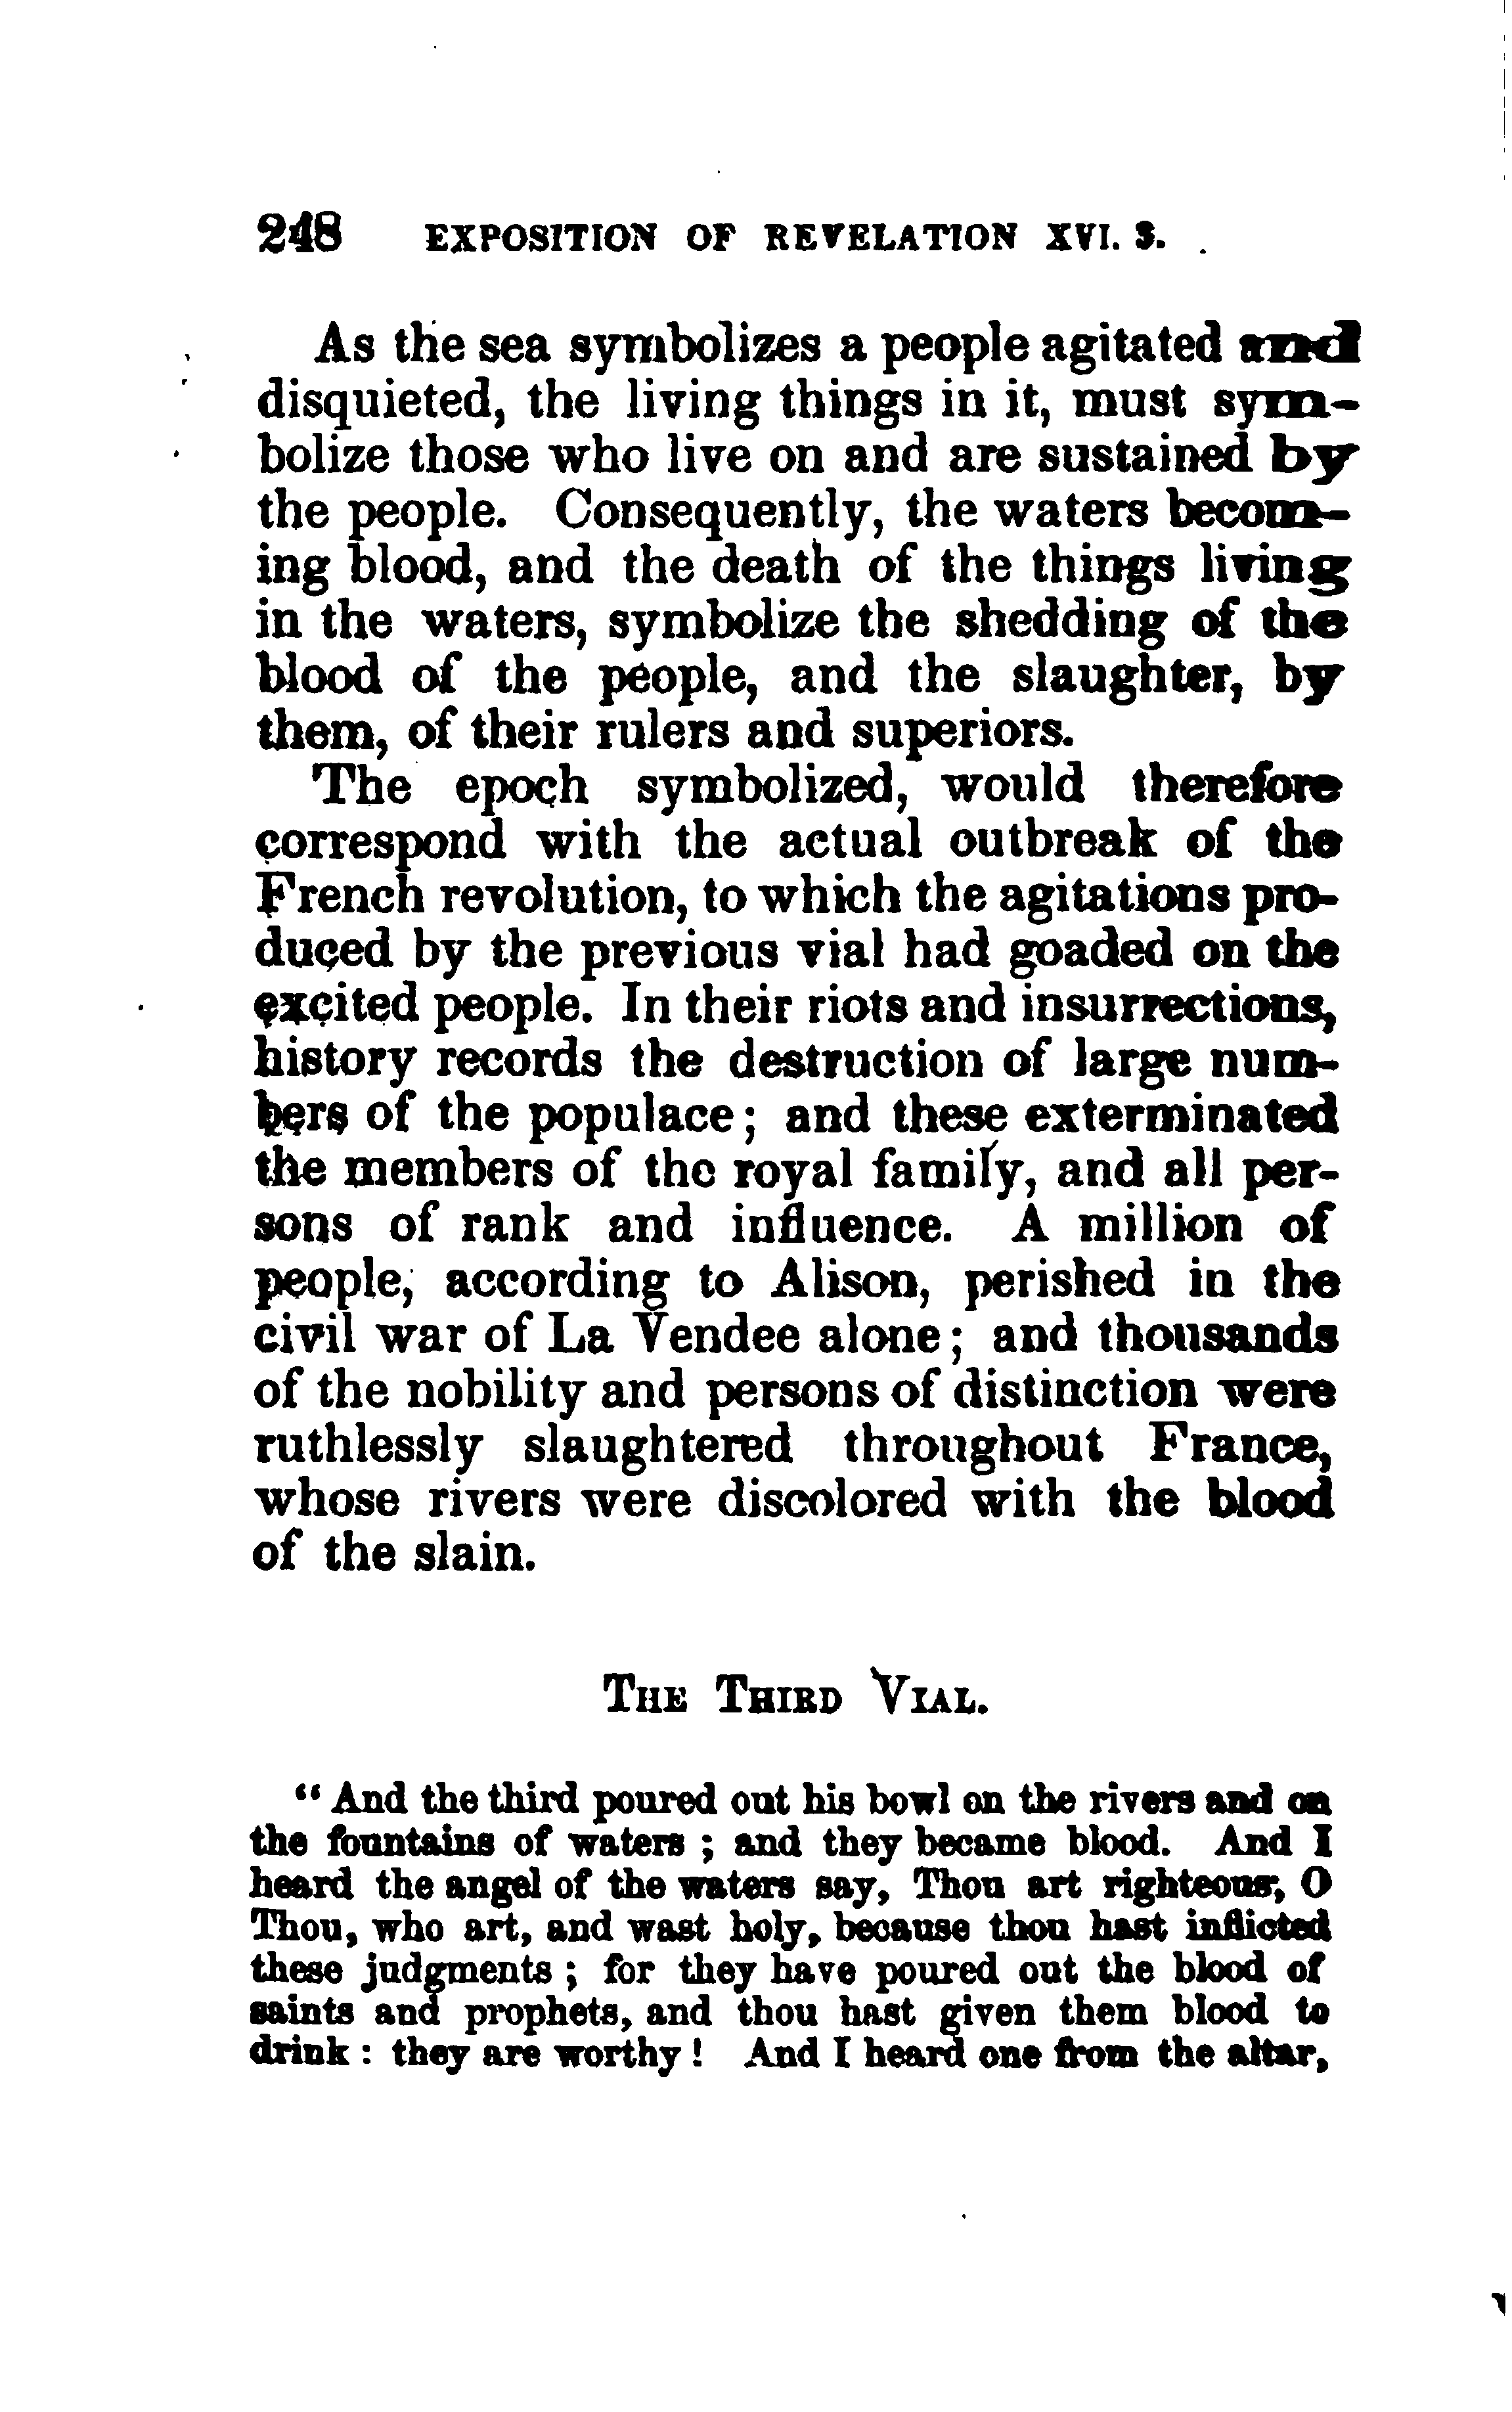 248 EXPOSITION OF REVELATION XVI. 3.
As the sea symbolizes a people agitated and
disquieted, the living things in it, must sym-
bolize those who live on and are sustained by
the people. Consequently, the waters becom-
ing blood, and the death of the things living
in the waters, symbolize the shedding of the
blood of the people, and the slaughter, by
them, of their rulers and superiors.
The epoch symbolized, would therefore
correspond with the actual outbreak of the
French revolution, to which the agitations pro-
duced by the previous vial had goaded on the
excited people. In their riots and insurrections,
history records the destruction of large num-
bers of the populace; and these exterminated
the members of the royal family, and all per-
sons of rank and influence. A million of
people, according to Alison, perished in the
civil war of La Vendee alone; and thousands
of the nobility and persons of distinction were
ruthlessly slaughtered throughout France,
whose rivers were discolored with the blood
of the slain.
THE THIRD VIAL.
"And the third poured out his bowl on the rivers and on
the fountains of waters; and they became blood. And I
heard the angel of the waters say, Thou art righteous, O
Thou, who art, and wast holy, because thou hast inflicted
these judgments; for they have poured out the blood of
saints and prophets, and thou hast given them blood to
drink: they are worthy! And I heard one from the altar,